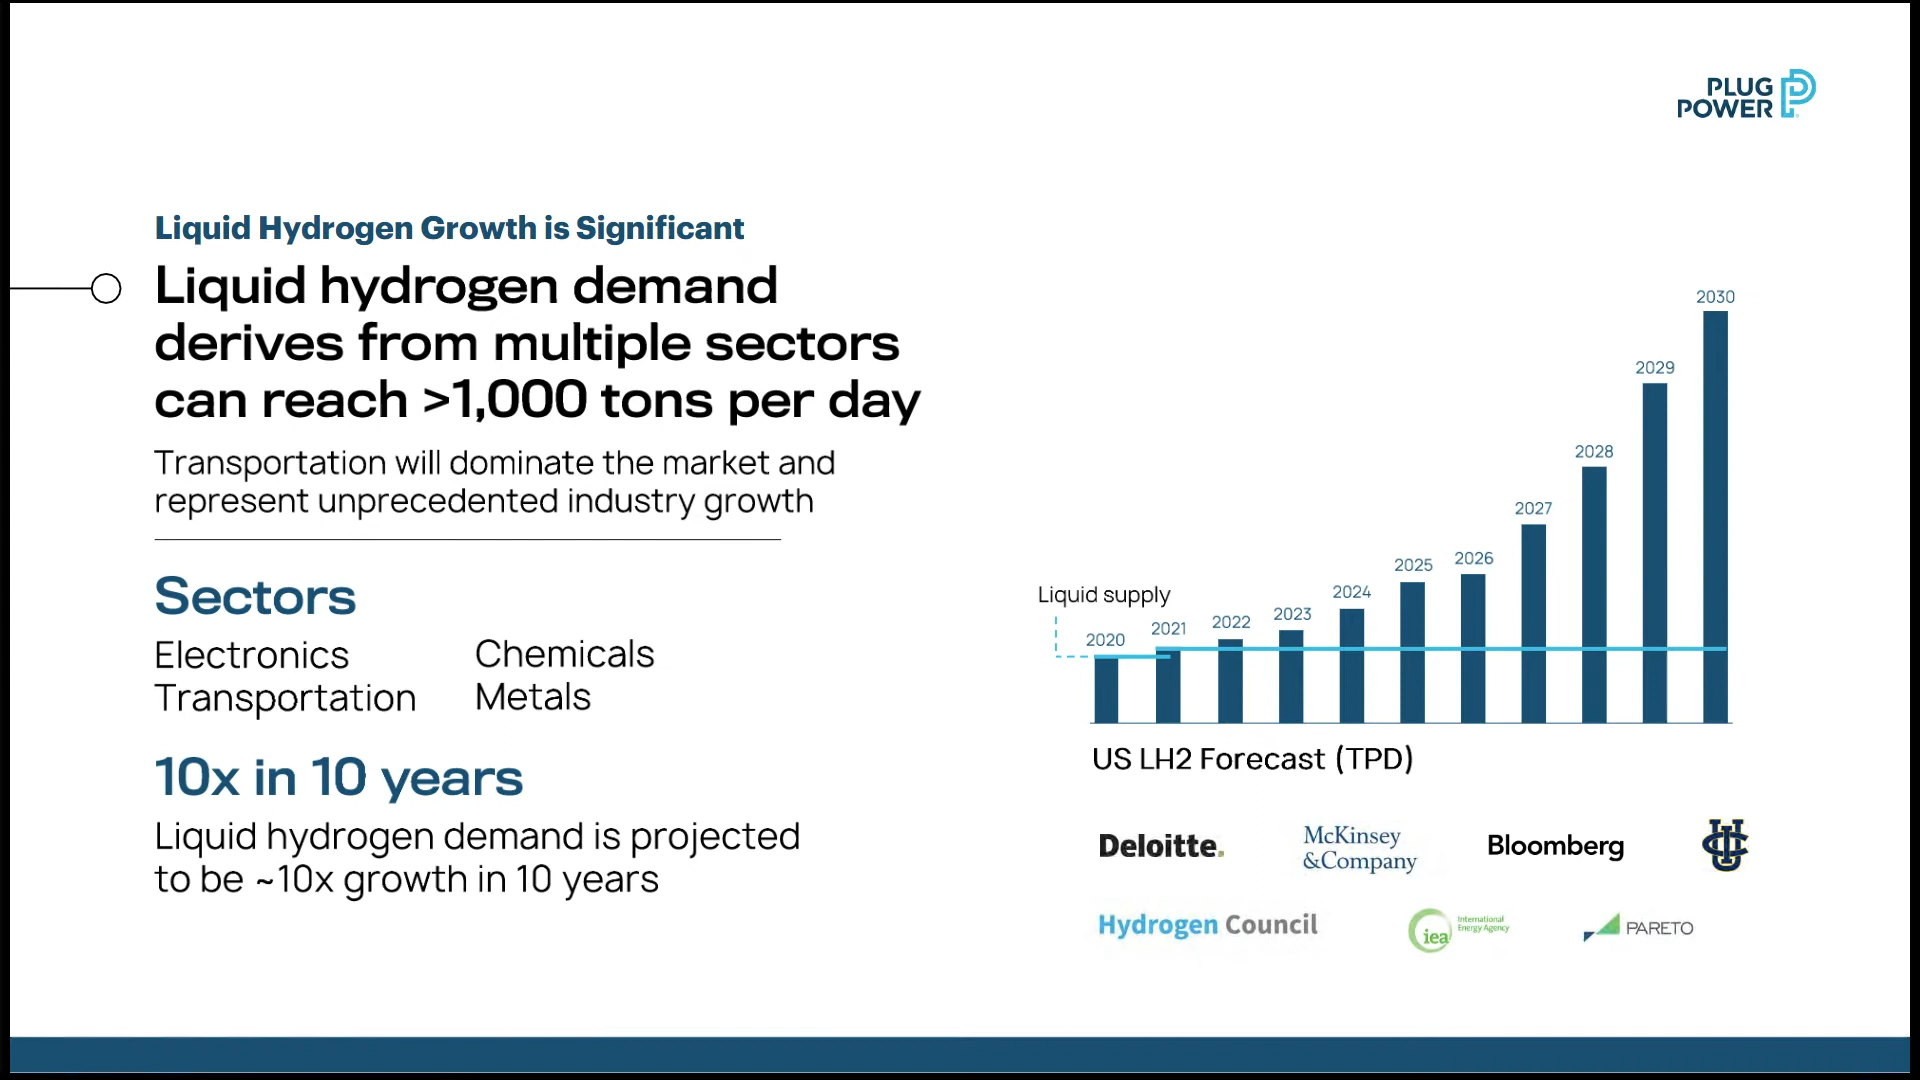 PLUG
POWER
Liquid Hydrogen Growth is Significant
Liquid hydrogen demand
derives from multiple sectors
can reach >1,000 tons per day
Transportation will dominate the market and
represent unprecedented industry growth
Sectors
Electronics
Chemicals
Transportation
Metals
10x in 10 years
Liquid hydrogen demand is projected
to be ~10x growth in 10 years
Liquid supply
2020
2021
2022
2023
2024
2025
2026
2027
2028
2029
2030
US LH2 Forecast (TPD)
Deloitte.
McKinsey
&Company
Bloomberg
UCI
Hydrogen Council
iea
International
Energy Agency
PARETO